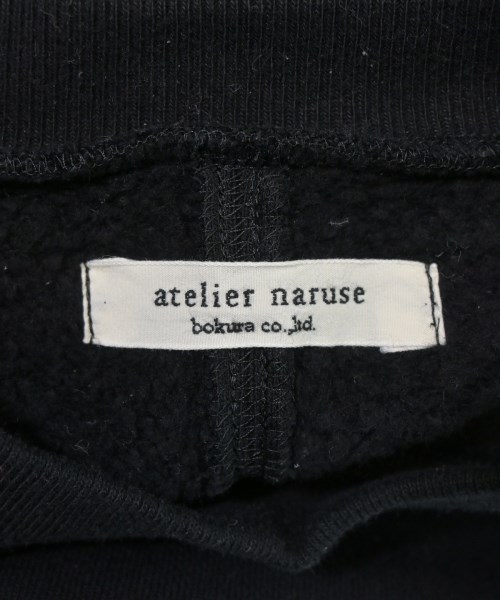 atelier naruse
bokura co.,ltd.